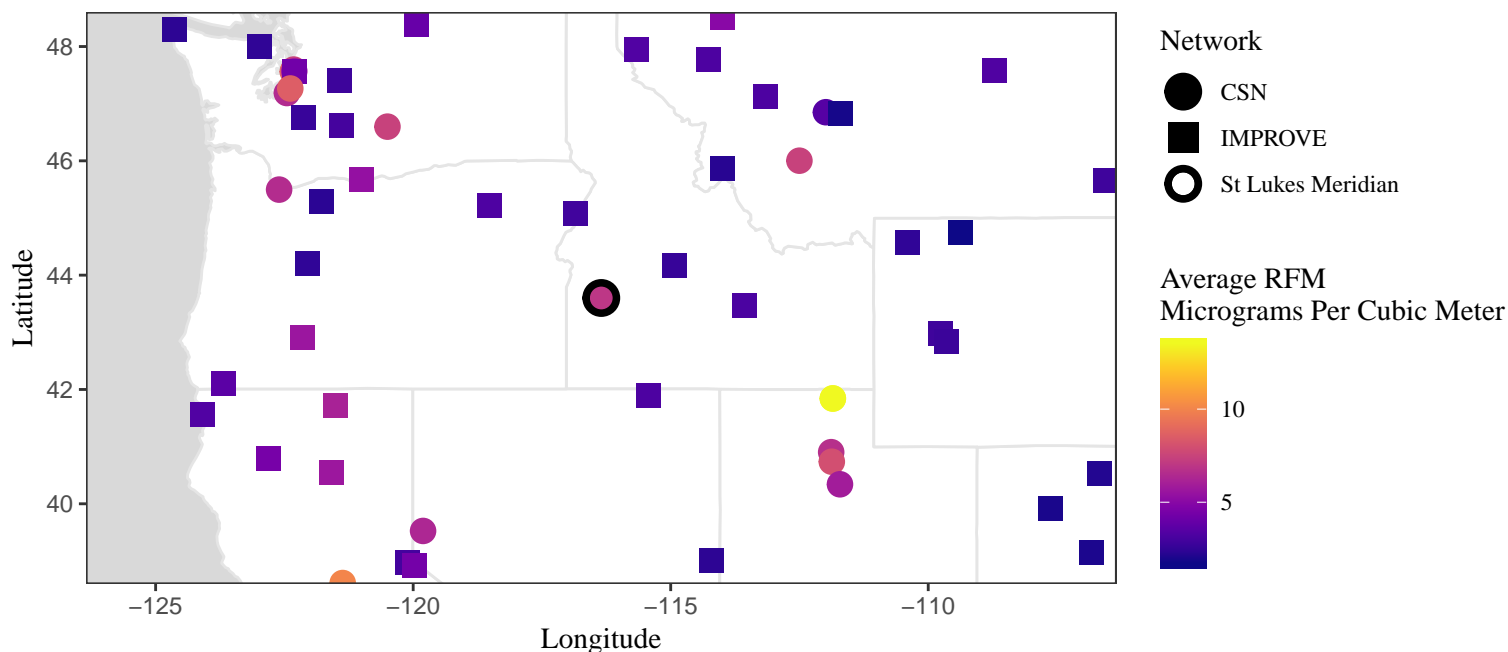 48
46
44
42
40
Latitude
−125
−120
−115
−110
Longitude
Network
CSN
IMPROVE
St Lukes Meridian
Average RFM
Micrograms Per Cubic Meter
10
5